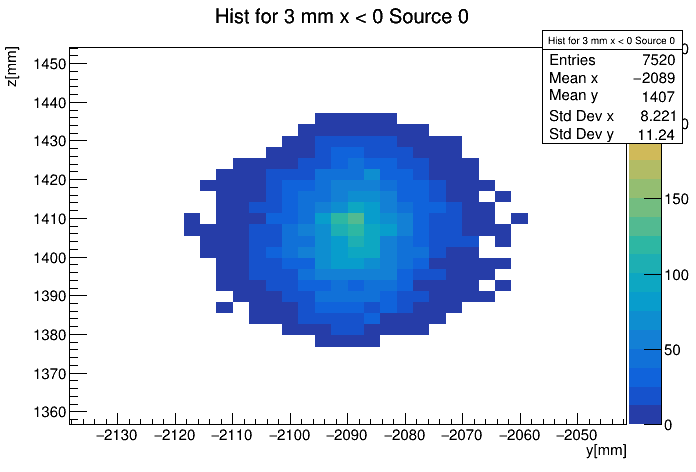 Hist for 3 mm x < 0 Source 0
z[mm]
1450
1440
1430
1420
1410
1400
1390
1380
1370
1360
−2130 −2120 −2110 −2100 −2090 −2080 −2070 −2060 −2050
y[mm]
Hist for 3 mm x < 0 Source 0
Entries 7520
Mean x −2089
Mean y 1407
Std Dev x 8.221
Std Dev y 11.24
0
0
150
100
50
0